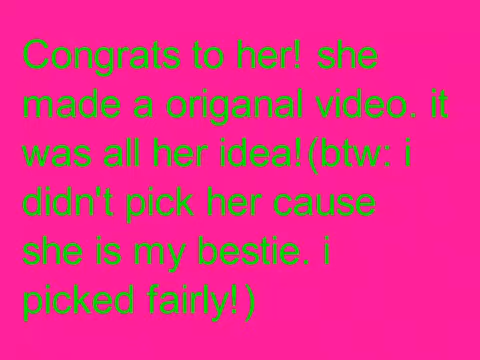 Congrats to her! she
made a origanal video. it
was all her idea!(btw: i
didn't pick her cause
she is my bestie. i
picked fairly!)